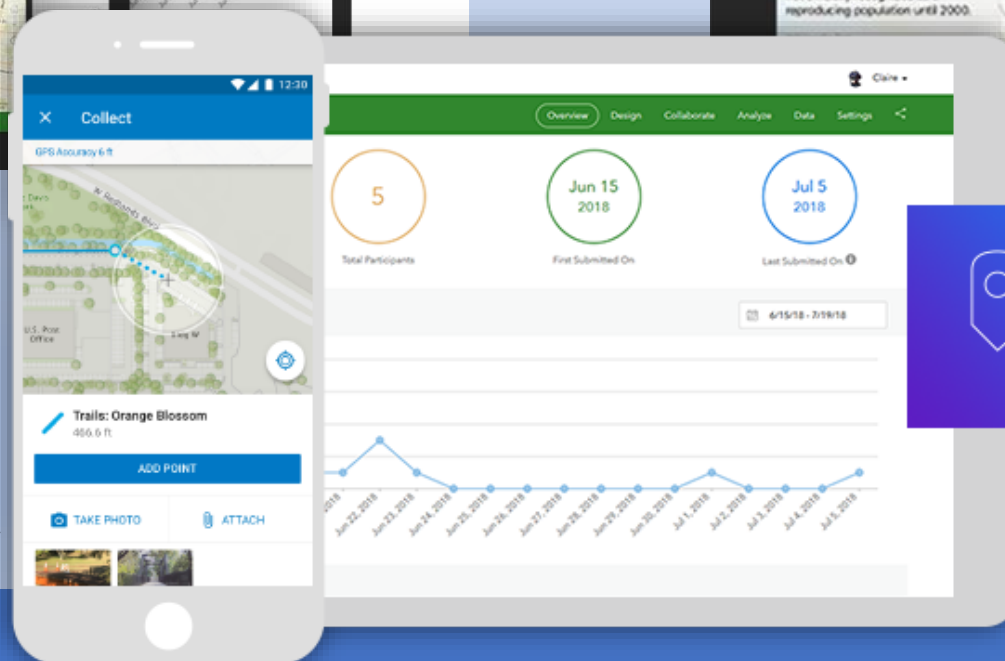 reproducing population until 2000.
12:30
Collect
GPS Accuracy 6 ft
W Redlands Blvd
U.S. Post
Office
Trails: Orange Blossom
466.6 ft
ADD POINT
TAKE PHOTO
ATTACH
Claire
Overview
Design
Collaborate
Analyze
Data
Settings
5
Total Participants
Jun 15
2018
First Submitted On
Jul 5
2018
Last Submitted On
6/15/18 - 7/19/18
2018
Jun 22, 2018
Jun 23, 2018
Jun 24, 2018
Jun 25, 2018
Jun 26, 2018
Jun 27, 2018
Jun 28, 2018
Jun 29, 2018
Jun 30, 2018
Jul 1, 2018
Jul 2, 2018
Jul 3, 2018
Jul 4, 2018
Jul 5, 2018